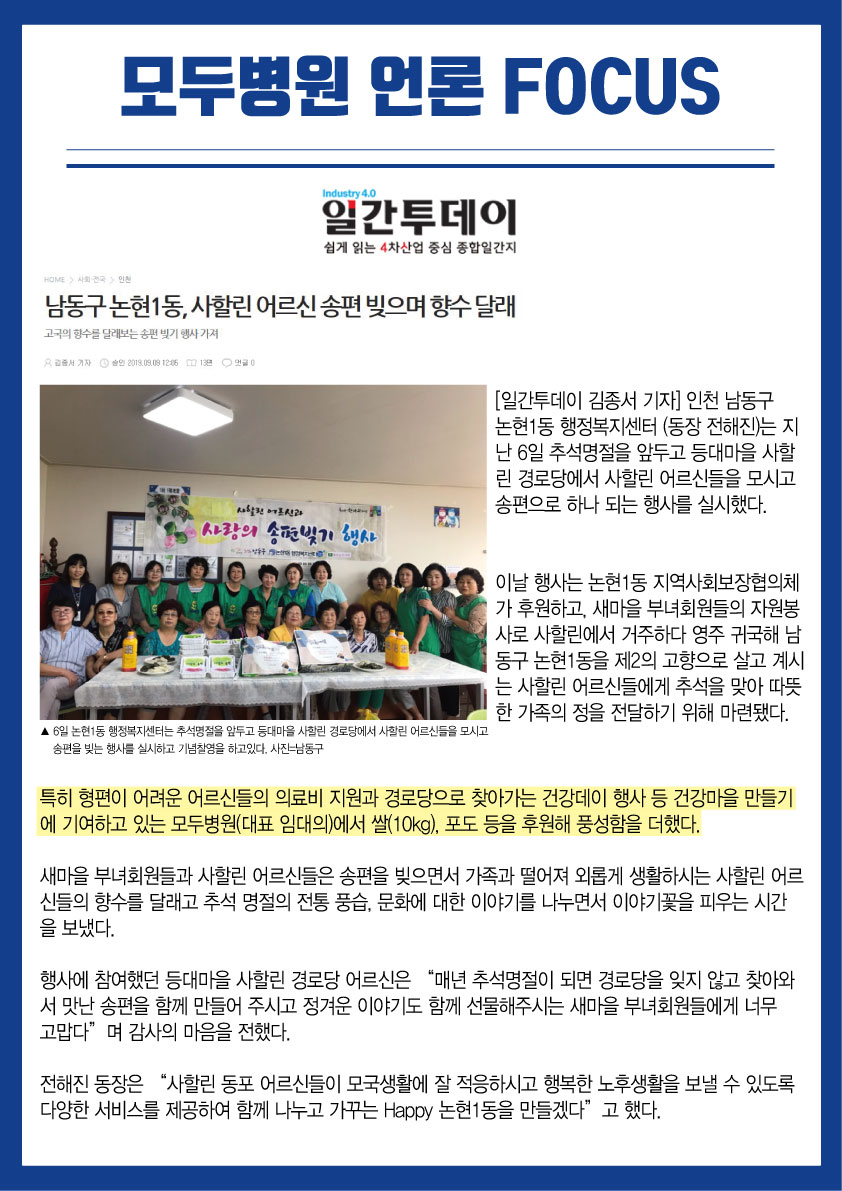 모두병원 언론 FOCUS
Industry 4.0
일간투데이
쉽게 읽는 4차산업 중심 종합일간지
HOME > 사회·전국 > 인천
남동구 논현1동, 사할린 어르신 송편 빚으며 향수 달래
고국의 향수를 달래보는 송편 빚기 행사 가져
김종서 기자 승인 2019.09.09 12:05 13면 댓글 0
사할린 어르신과
사랑의 송편빚기 행사
[일간투데이 김종서 기자] 인천 남동구
논현1동 행정복지센터 (동장 전해진)는 지
난 6일 추석명절을 앞두고 등대마을 사할
린 경로당에서 사할린 어르신들을 모시고
송편으로 하나 되는 행사를 실시했다.
이날 행사는 논현1동 지역사회보장협의체
가 후원하고, 새마을 부녀회원들의 자원봉
사로 사할린에서 거주하다 영주 귀국해 남
동구 논현1동을 제2의 고향으로 살고 계시
는 사할린 어르신들에게 추석을 맞아 따뜻
한 가족의 정을 전달하기 위해 마련됐다.
▲ 6일 논현1동 행정복지센터는 추석명절을 앞두고 등대마을 사할린 경로당에서 사할린 어르신들을 모시고
송편을 빚는 행사를 실시하고 기념촬영을 하고있다. 사진=남동구
특히 형편이 어려운 어르신들의 의료비 지원과 경로당으로 찾아가는 건강데이 행사 등 건강마을 만들기
에 기여하고 있는 모두병원(대표 임대의)에서 쌀(10kg), 포도 등을 후원해 풍성함을 더했다.
새마을 부녀회원들과 사할린 어르신들은 송편을 빚으면서 가족과 떨어져 외롭게 생활하시는 사할린 어르
신들의 향수를 달래고 추석 명절의 전통 풍습, 문화에 대한 이야기를 나누면서 이야기꽃을 피우는 시간
을 보냈다.
행사에 참여했던 등대마을 사할린 경로당 어르신은 “매년 추석명절이 되면 경로당을 잊지 않고 찾아와
서 맛난 송편을 함께 만들어 주시고 정겨운 이야기도 함께 선물해주시는 새마을 부녀회원들에게 너무
고맙다” 며 감사의 마음을 전했다.
전해진 동장은 “사할린 동포 어르신들이 모국생활에 잘 적응하시고 행복한 노후생활을 보낼 수 있도록
다양한 서비스를 제공하여 함께 나누고 가꾸는 Happy 논현1동을 만들겠다” 고 했다.